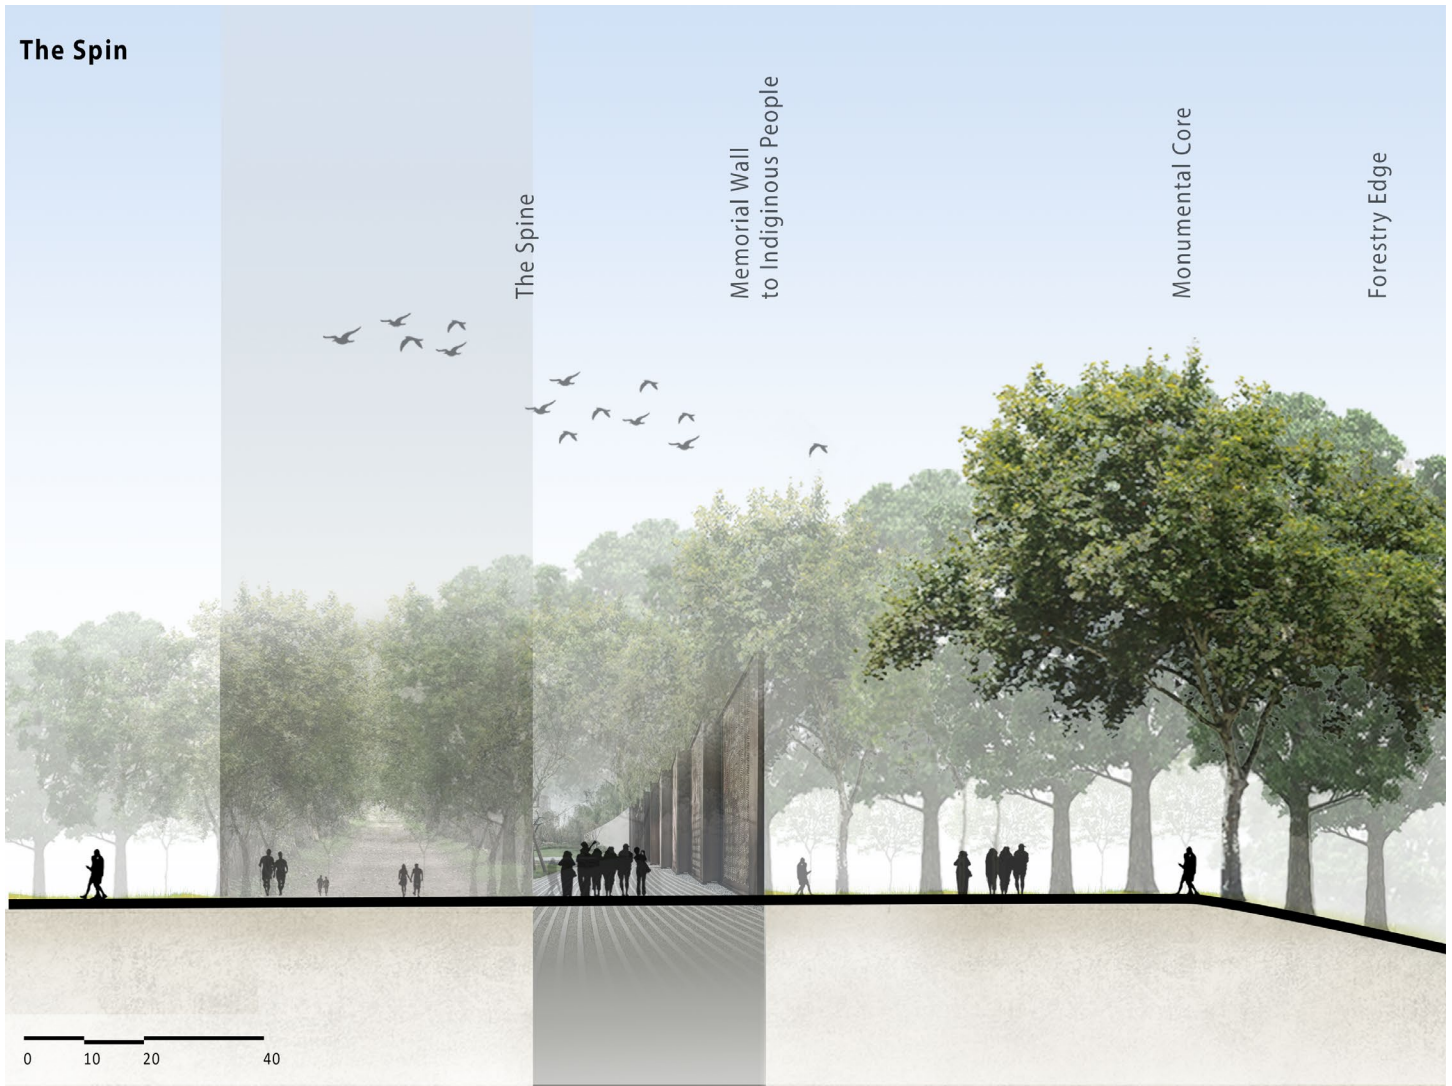 The Spin
The Spine
Memorial Wall
to Indiginous People
Monumental Core
Forestry Edge
0 10 20 40